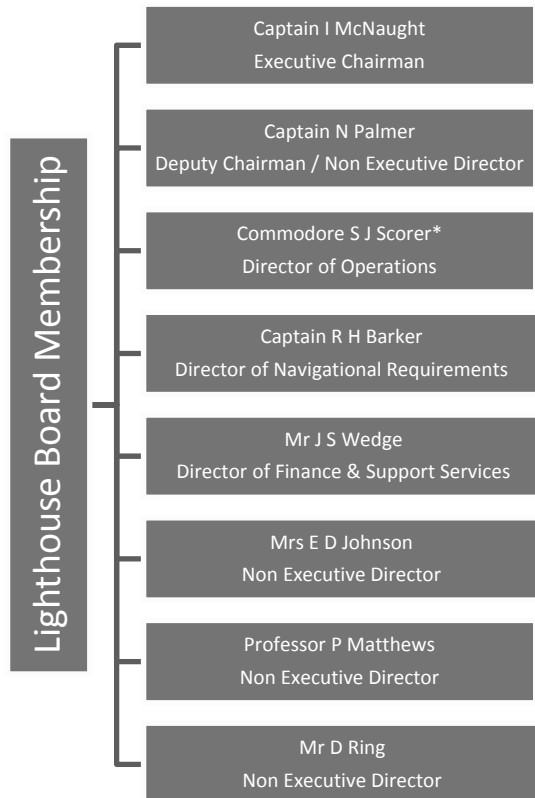 Lighthouse Board Membership
Captain I McNaught
Executive Chairman
Captain N Palmer
Deputy Chairman / Non Executive Director
Commodore S J Scorer*
Director of Operations
Captain R H Barker
Director of Navigational Requirements
Mr J S Wedge
Director of Finance & Support Services
Mrs E D Johnson
Non Executive Director
Professor P Matthews
Non Executive Director
Mr D Ring
Non Executive Director